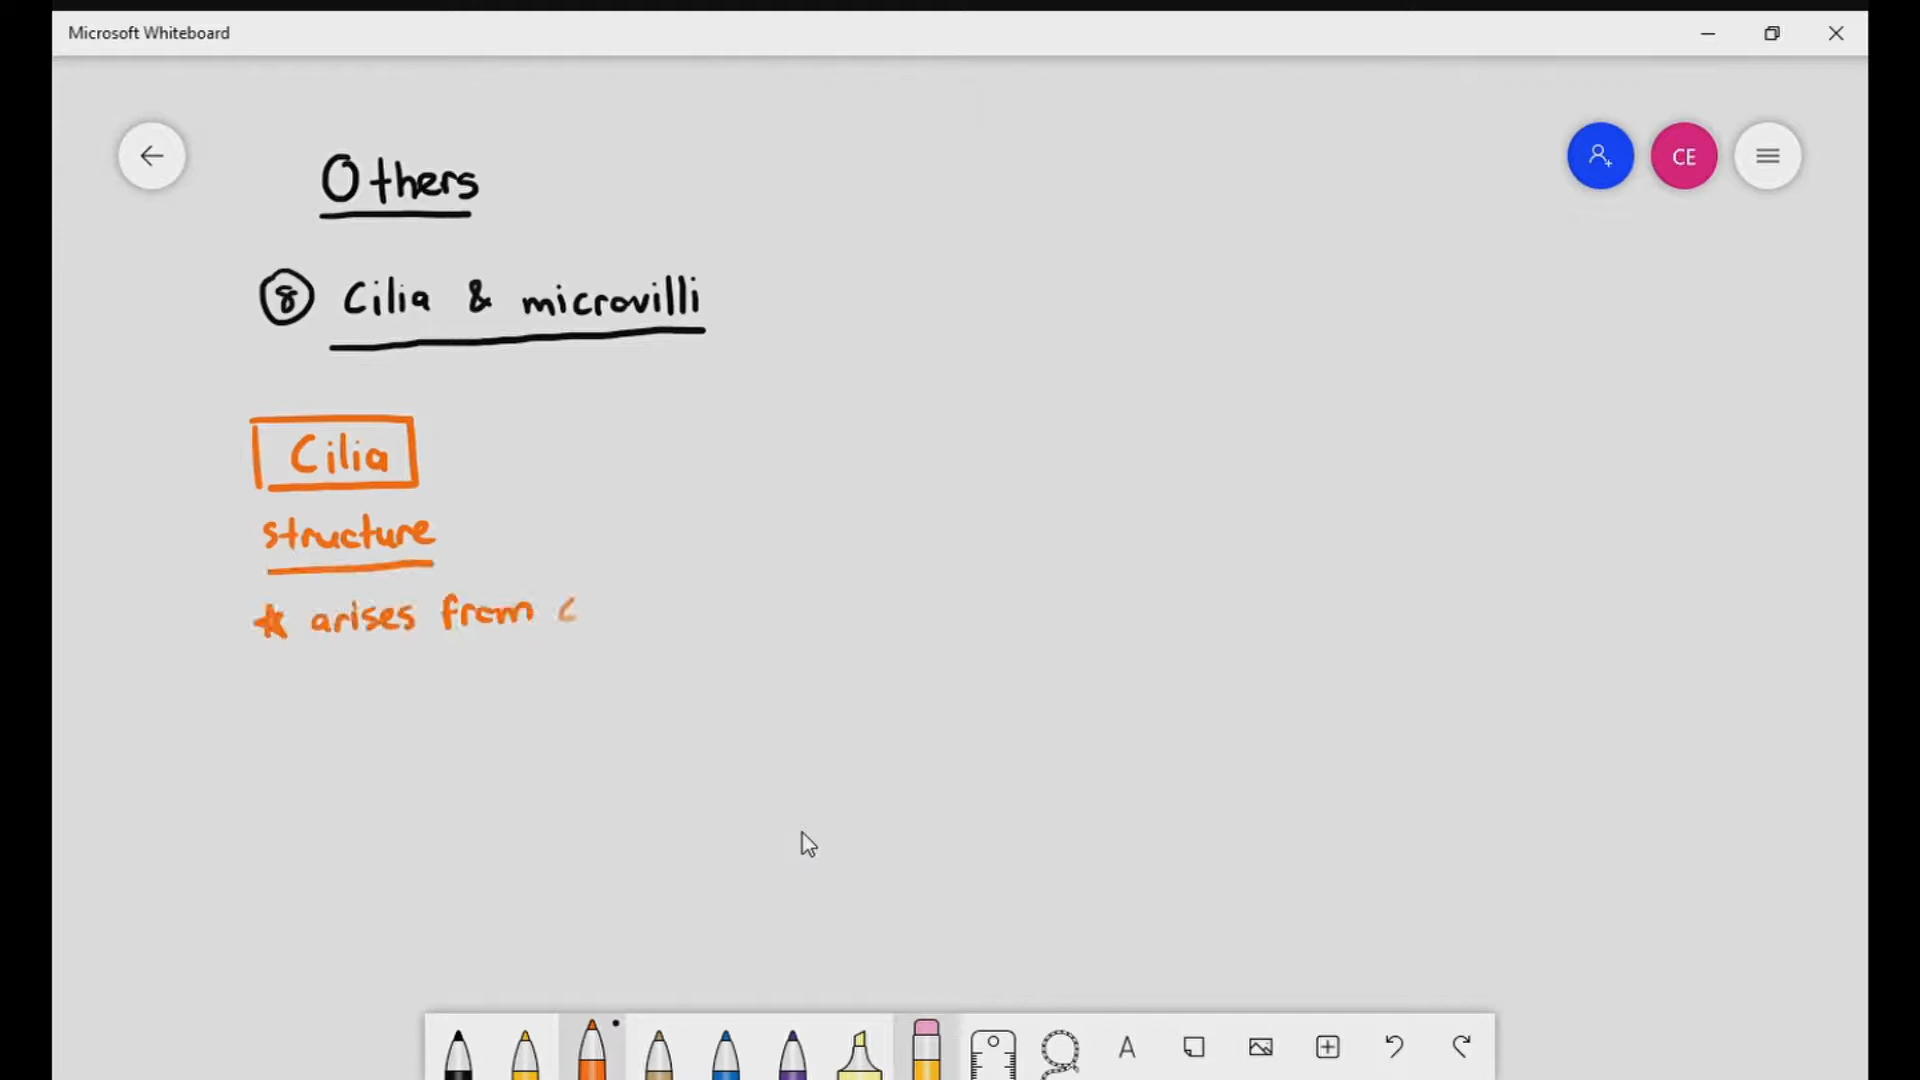 Microsoft Whiteboard
CE
Others
8 Cilia & microvilli
Cilia
structure
* arises from c
A